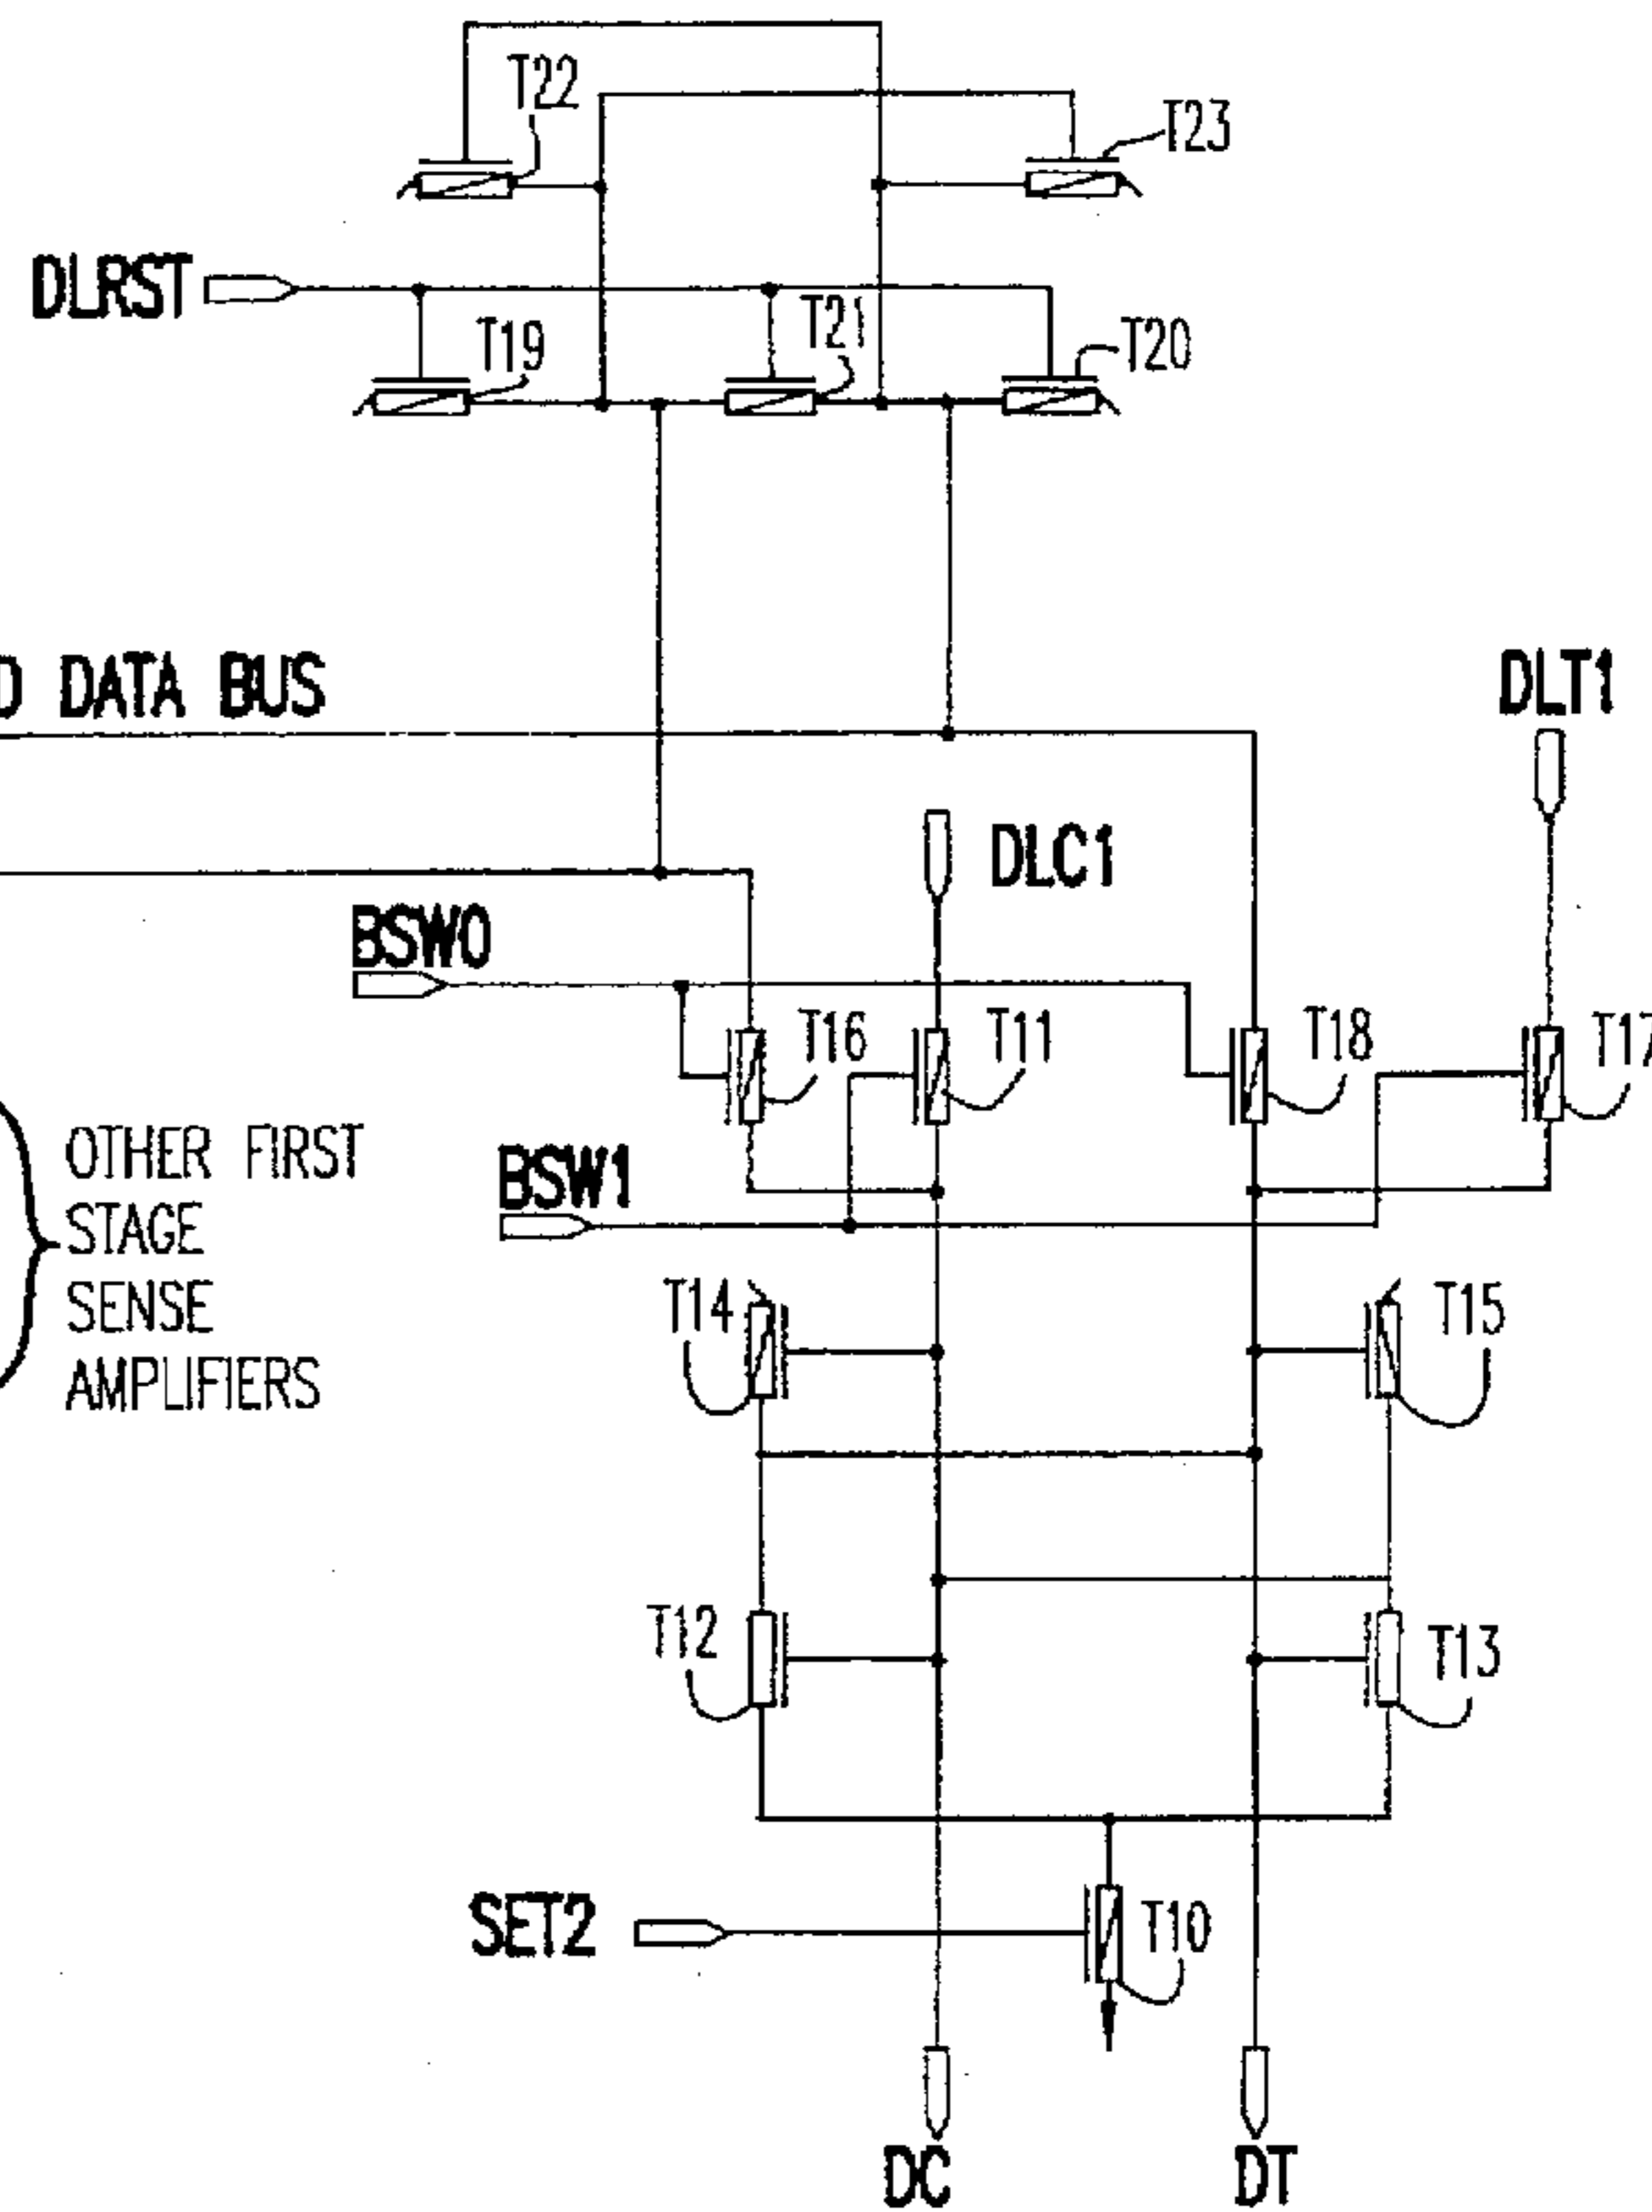 T22
T23
DLRST
T19
T21
T20
D DATA BUS
DLT1
DLC1
BSW0
T16
T11
T18
T17
OTHER FIRST
STAGE
SENSE
AMPLIFIERS
BSW1
T14
T15
T12
T13
SET2
T10
DC
DT